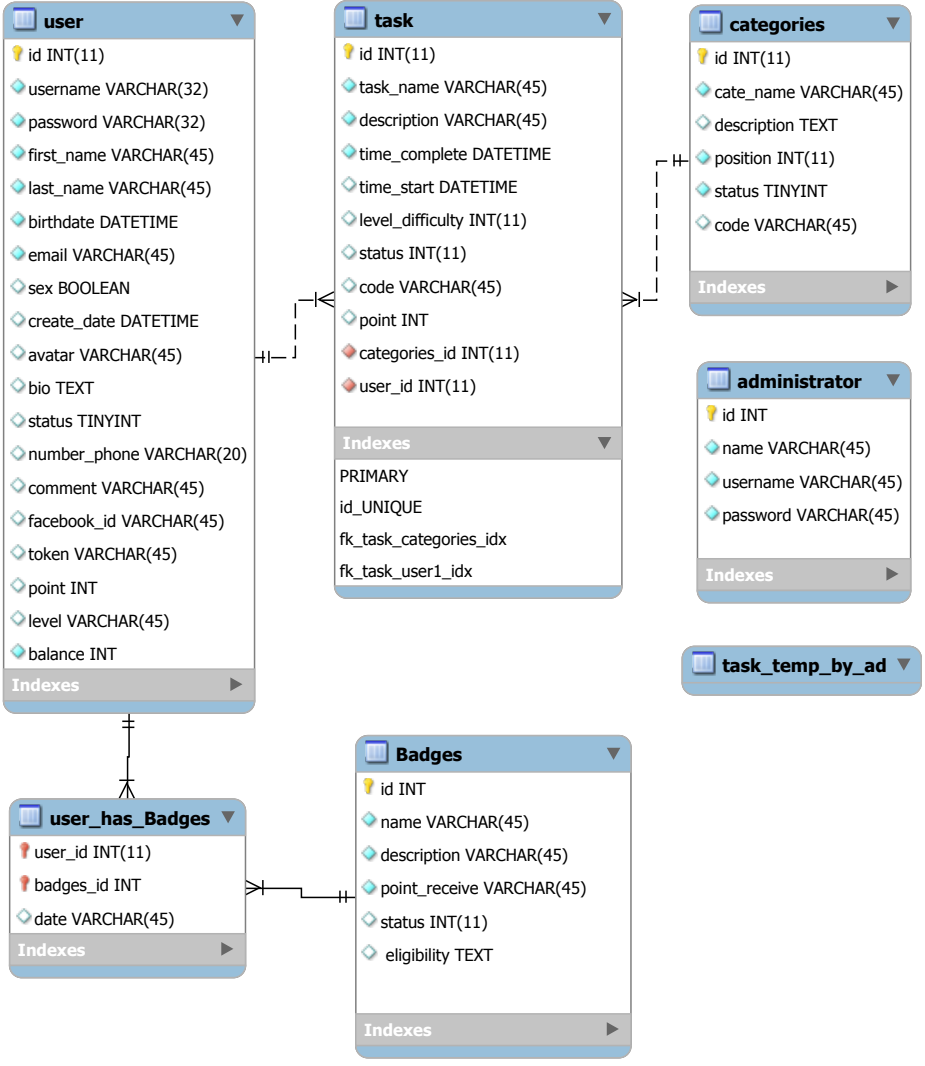 user
id INT(11)
username VARCHAR(32)
password VARCHAR(32)
first_name VARCHAR(45)
last_name VARCHAR(45)
birthdate DATETIME
email VARCHAR(45)
sex BOOLEAN
create_date DATETIME
avatar VARCHAR(45)
bio TEXT
status TINYINT
number_phone VARCHAR(20)
comment VARCHAR(45)
facebook_id VARCHAR(45)
token VARCHAR(45)
point INT
level VARCHAR(45)
balance INT
Indexes
task
id INT(11)
task_name VARCHAR(45)
description VARCHAR(45)
time_complete DATETIME
time_start DATETIME
level_difficulty INT(11)
status INT(11)
code VARCHAR(45)
point INT
categories_id INT(11)
user_id INT(11)
Indexes
PRIMARY
id_UNIQUE
fk_task_categories_idx
fk_task_user1_idx
categories
id INT(11)
cate_name VARCHAR(45)
description TEXT
position INT(11)
status TINYINT
code VARCHAR(45)
Indexes
administrator
id INT
name VARCHAR(45)
username VARCHAR(45)
password VARCHAR(45)
Indexes
task_temp_by_ad
user_has_Badges
user_id INT(11)
badges_id INT
date VARCHAR(45)
Indexes
Badges
id INT
name VARCHAR(45)
description VARCHAR(45)
point_receive VARCHAR(45)
status INT(11)
eligibility TEXT
Indexes